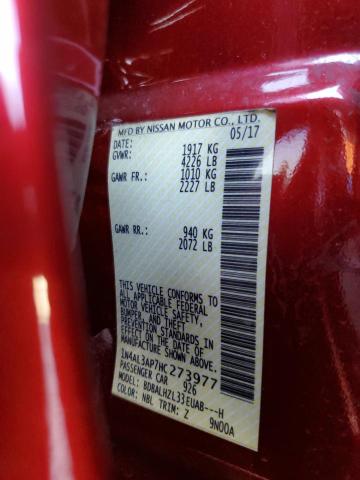 MFD BY NISSAN MOTOR CO., LTD.
DATE: 05/17
GVWR: 1917 KG
4226 LB
GAWR FR.: 1010 KG
2227 LB
GAWR RR.: 940 KG
2072 LB
THIS VEHICLE CONFORMS TO
ALL APPLICABLE FEDERAL
MOTOR VEHICLE SAFETY,
BUMPER, AND THEFT
PREVENTION STANDARDS
IN EFFECT ON THE DATE OF
MANUFACTURE SHOWN ABOVE.
1N4AL3AP7HC273977
PASSENGER CAR 926
MODEL: BDBALHZL33EUAB---H
COLOR: NBL TRIM: Z 9N00A